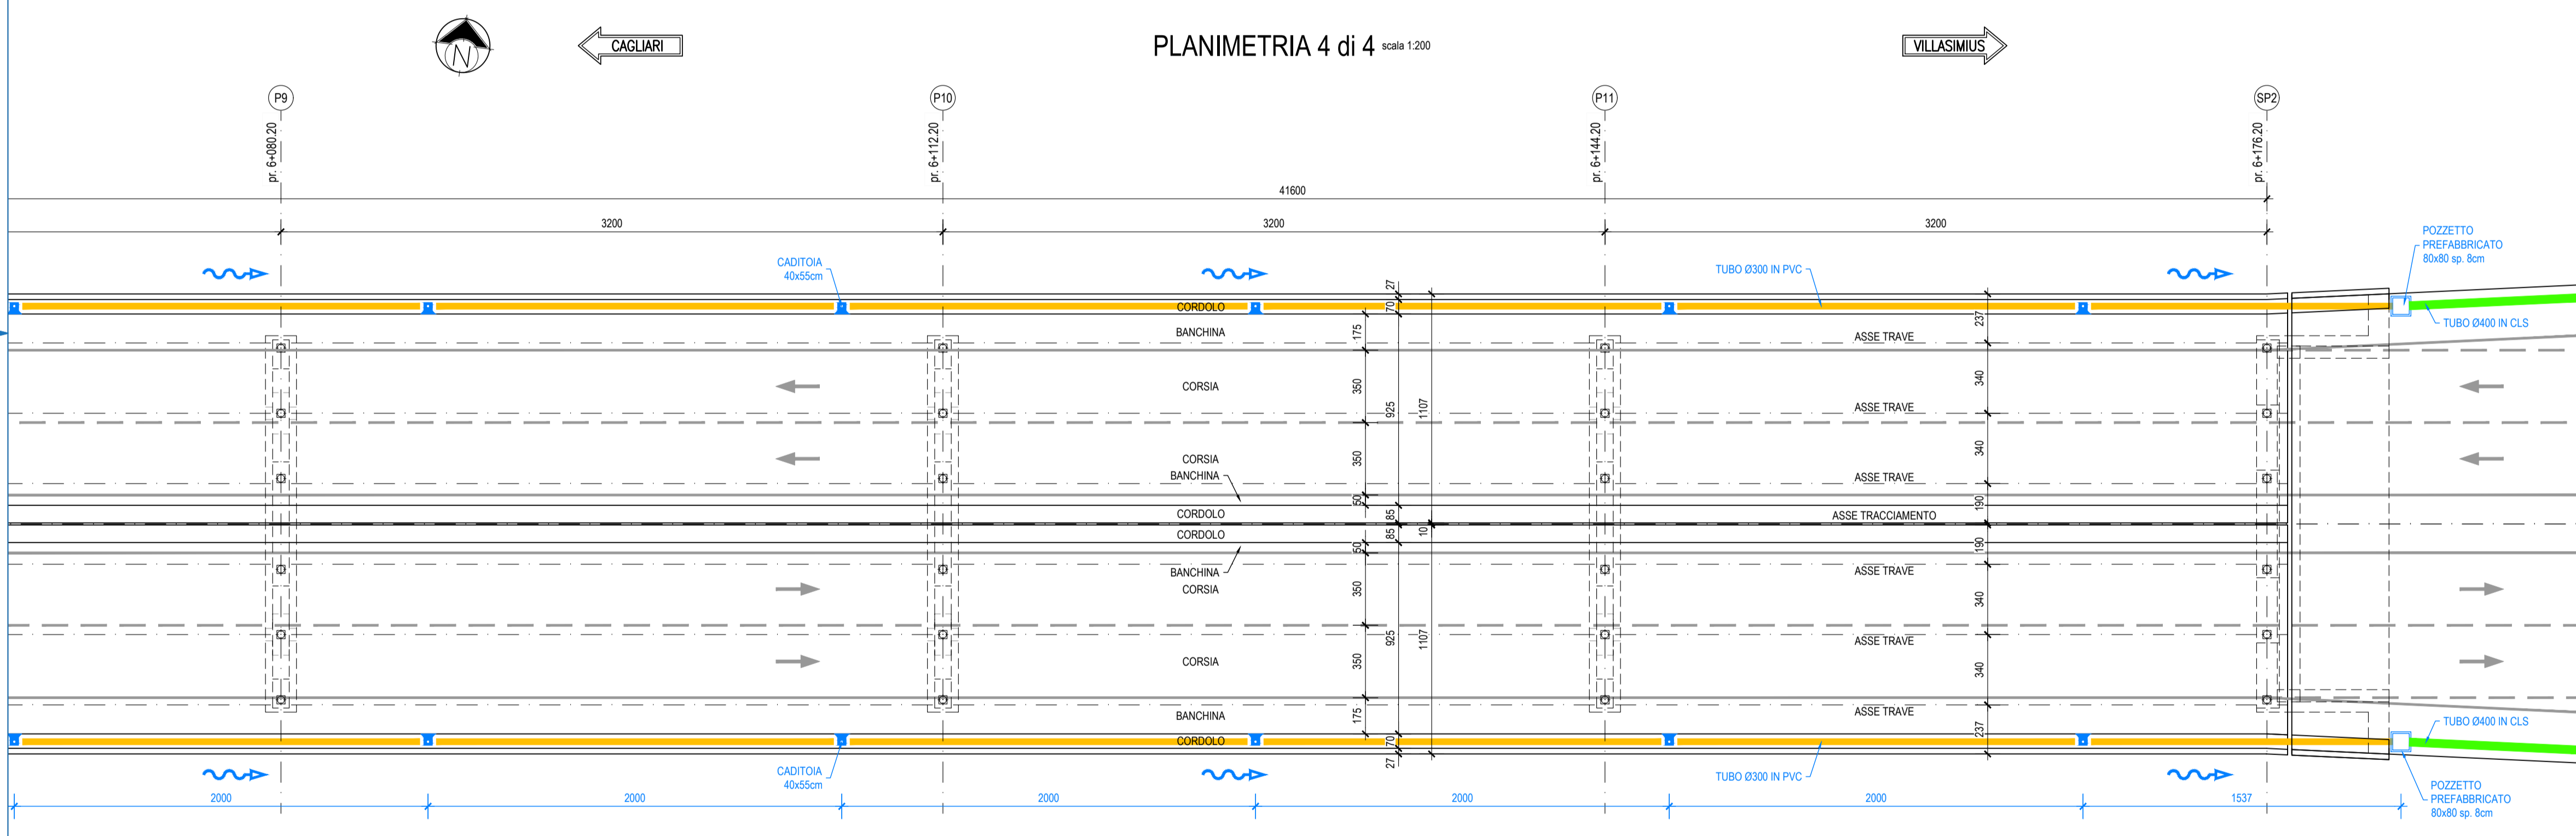 N
CAGLIARI
PLANIMETRIA 4 di 4 scala 1:200
VILLASIMIUS
P9
P10
P11
SP2
pr. 6+080.20
pr. 6+112.20
pr. 6+144.20
pr. 6+176.20
41600
3200
3200
3200
POZZETTO
PREFABBRICATO
80x80 sp. 8cm
CADITOIA
40x55cm
TUBO Ø300 IN PVC
27
CORDOLO
70
237
TUBO Ø400 IN CLS
BANCHINA
175
ASSE TRAVE
CORSIA
350
340
925
1107
ASSE TRAVE
CORSIA
350
340
BANCHINA
ASSE TRAVE
50
190
CORDOLO
85
ASSE TRACCIAMENTO
CORDOLO
85
10
50
190
BANCHINA
ASSE TRAVE
CORSIA
350
340
925
1107
ASSE TRAVE
CORSIA
350
340
BANCHINA
175
ASSE TRAVE
237
TUBO Ø400 IN CLS
CORDOLO
70
27
CADITOIA
40x55cm
TUBO Ø300 IN PVC
POZZETTO
PREFABBRICATO
80x80 sp. 8cm
2000
2000
2000
2000
2000
1537